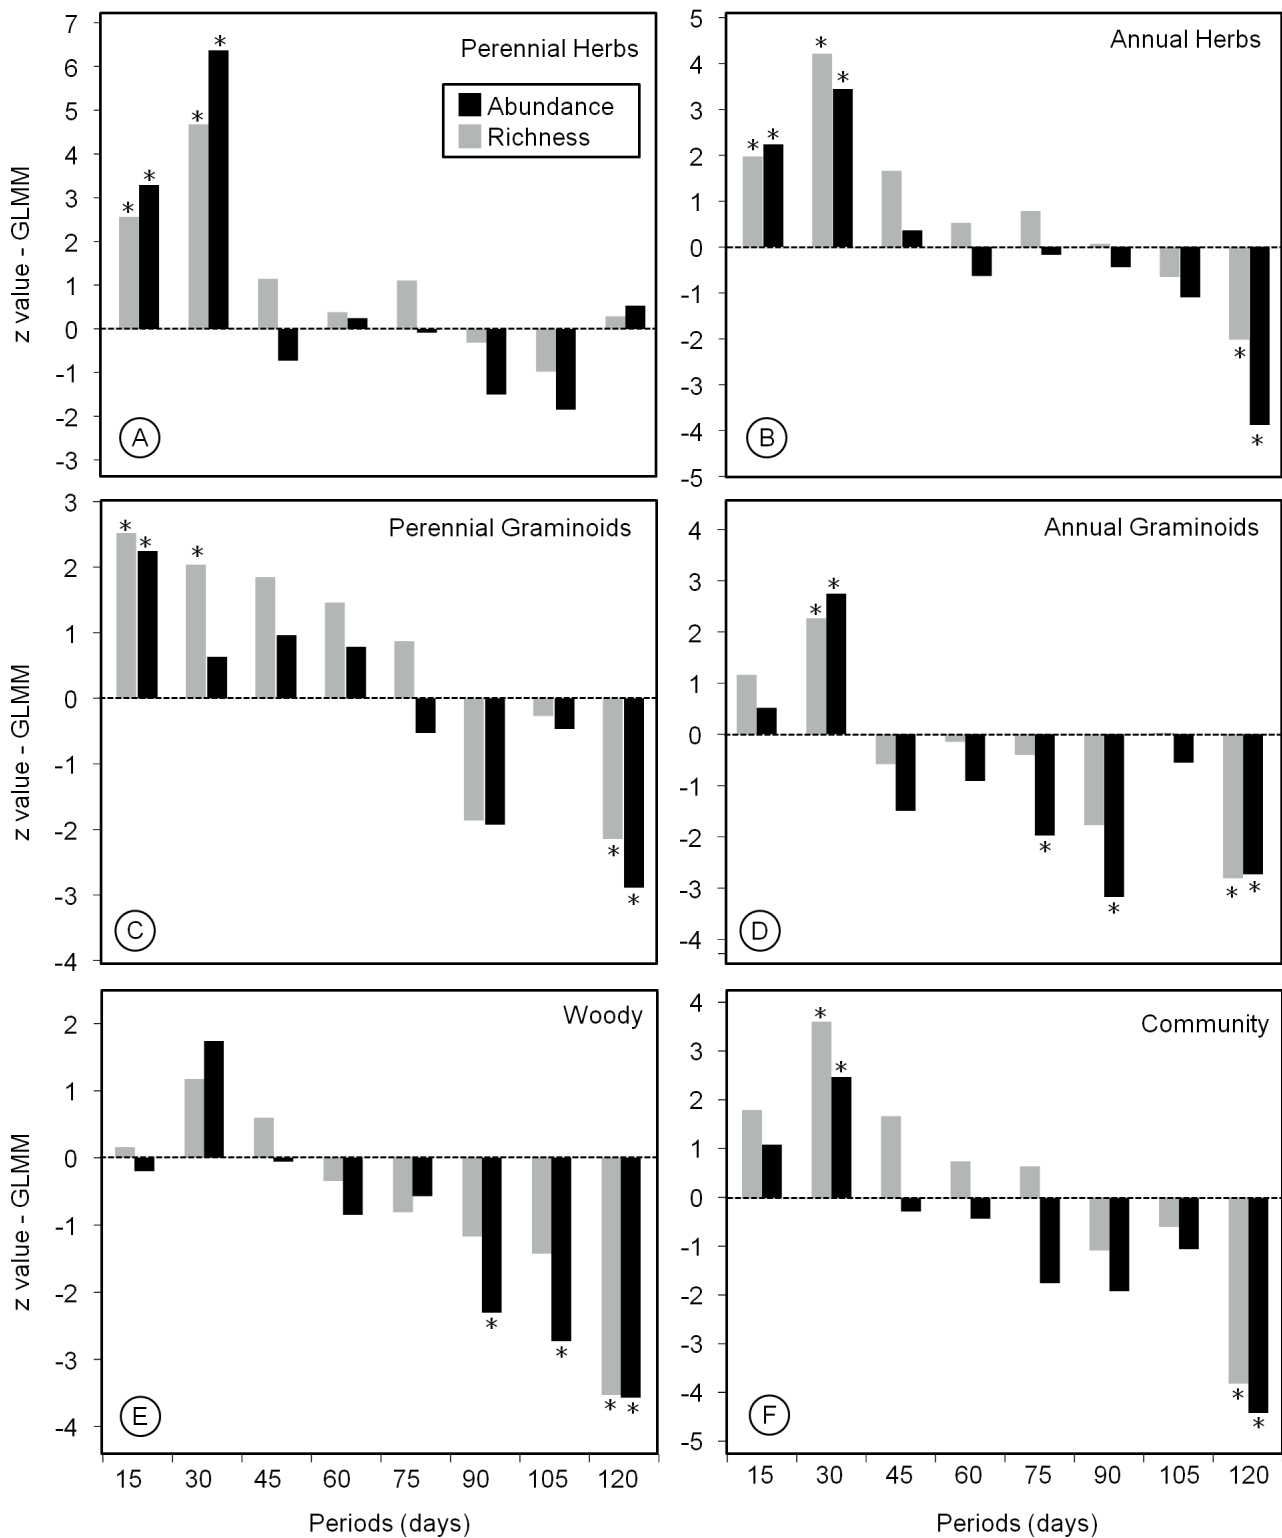 Perennial Herbs
Abundance
Richness
z value - GLMM
7
6
5
4
3
2
1
0
-1
-2
-3
* * * *
A
Annual Herbs
5
4
3
2
1
0
-1
-2
-3
-4
-5
* * * * * *
B
Perennial Graminoids
z value - GLMM
3
2
1
0
-1
-2
-3
-4
* * * * *
C
Annual Graminoids
4
3
2
1
0
-1
-2
-3
-4
* * * * * *
D
Woody
z value - GLMM
2
1
0
-1
-2
-3
-4
* * * *
E
15 30 45 60 75 90 105 120
Periods (days)
Community
4
3
2
1
0
-1
-2
-3
-4
-5
* * * *
F
15 30 45 60 75 90 105 120
Periods (days)